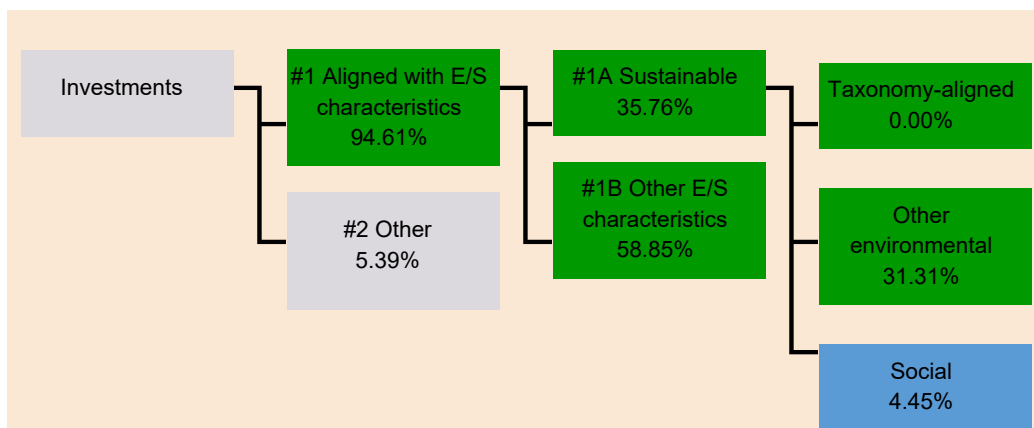 Investments
#1 Aligned with E/S
characteristics
94.61%
#2 Other
5.39%
#1A Sustainable
35.76%
#1B Other E/S
characteristics
58.85%
Taxonomy-aligned
0.00%
Other
environmental
31.31%
Social
4.45%